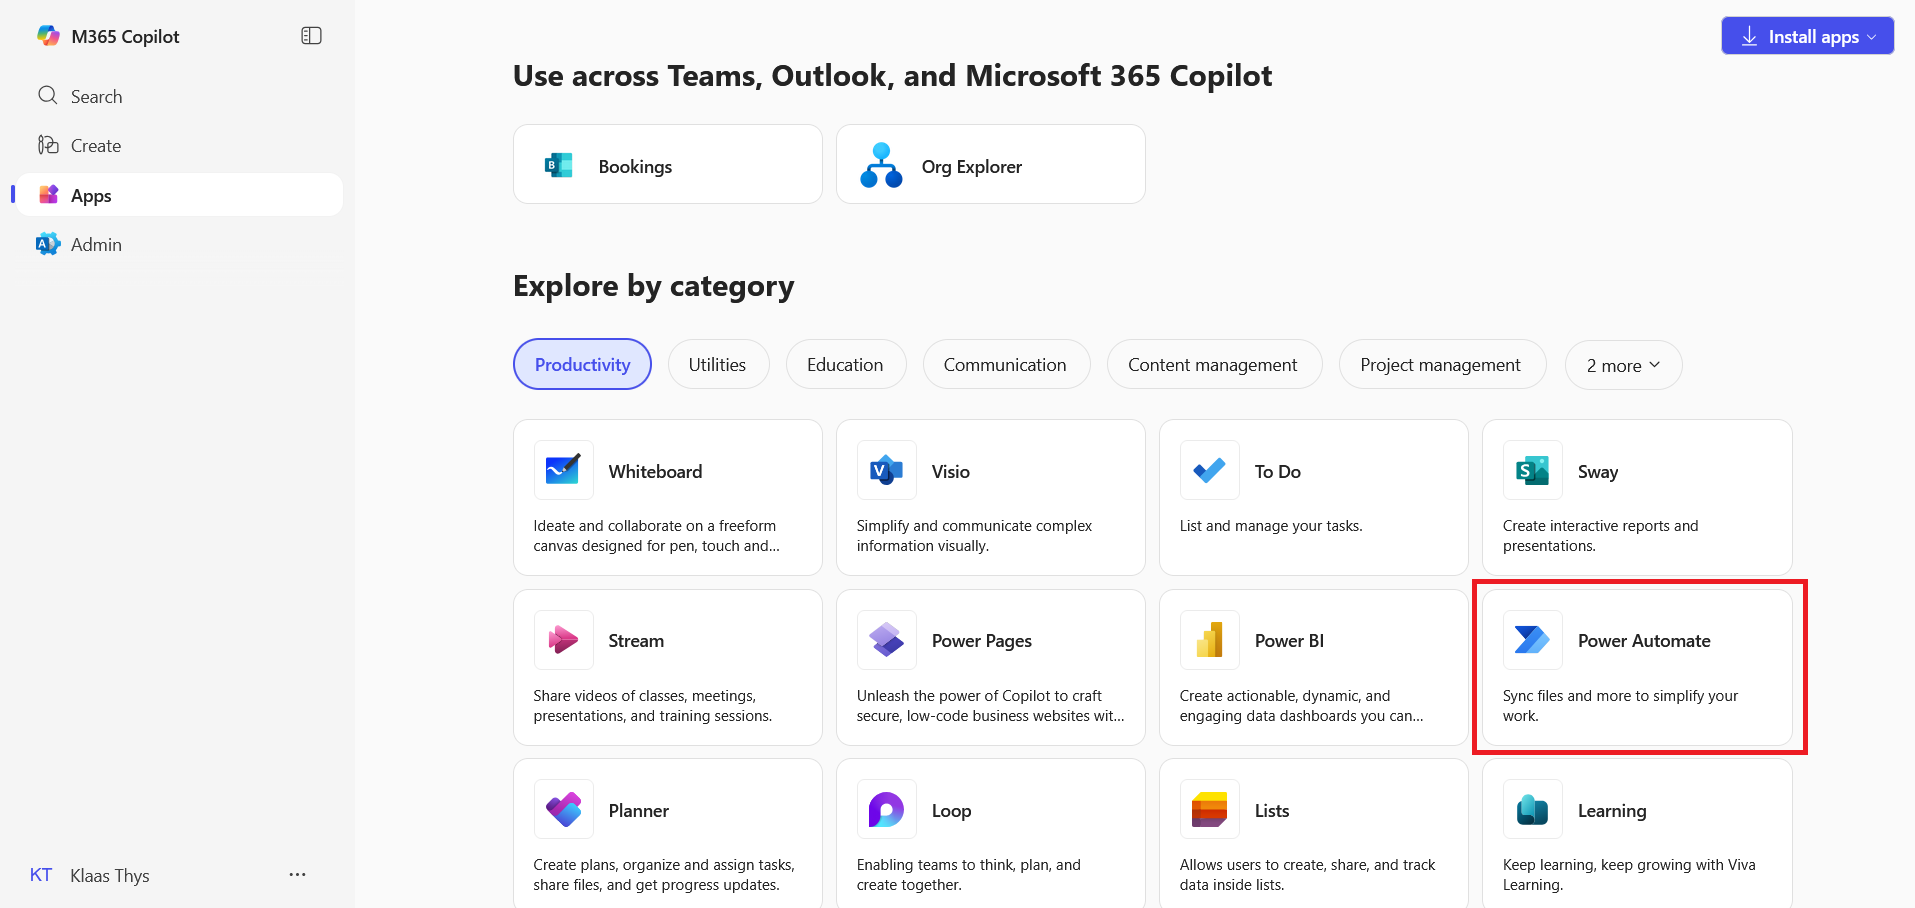 M365 Copilot
Search
Create
Apps
Admin
KT Klaas Thys
Install apps
Use across Teams, Outlook, and Microsoft 365 Copilot
Bookings
Org Explorer
Explore by category
Productivity
Utilities
Education
Communication
Content management
Project management
2 more
Whiteboard
Ideate and collaborate on a freeform
canvas designed for pen, touch and...
Visio
Simplify and communicate complex
information visually.
To Do
List and manage your tasks.
Sway
Create interactive reports and
presentations.
Stream
Share videos of classes, meetings,
presentations, and training sessions.
Power Pages
Unleash the power of Copilot to craft
secure, low-code business websites wit...
Power BI
Create actionable, dynamic, and
engaging data dashboards you can...
Power Automate
Sync files and more to simplify your
work.
Planner
Create plans, organize and assign tasks,
share files, and get progress updates.
Loop
Enabling teams to think, plan, and
create together.
Lists
Allows users to create, share, and track
data inside lists.
Learning
Keep learning, keep growing with Viva
Learning.